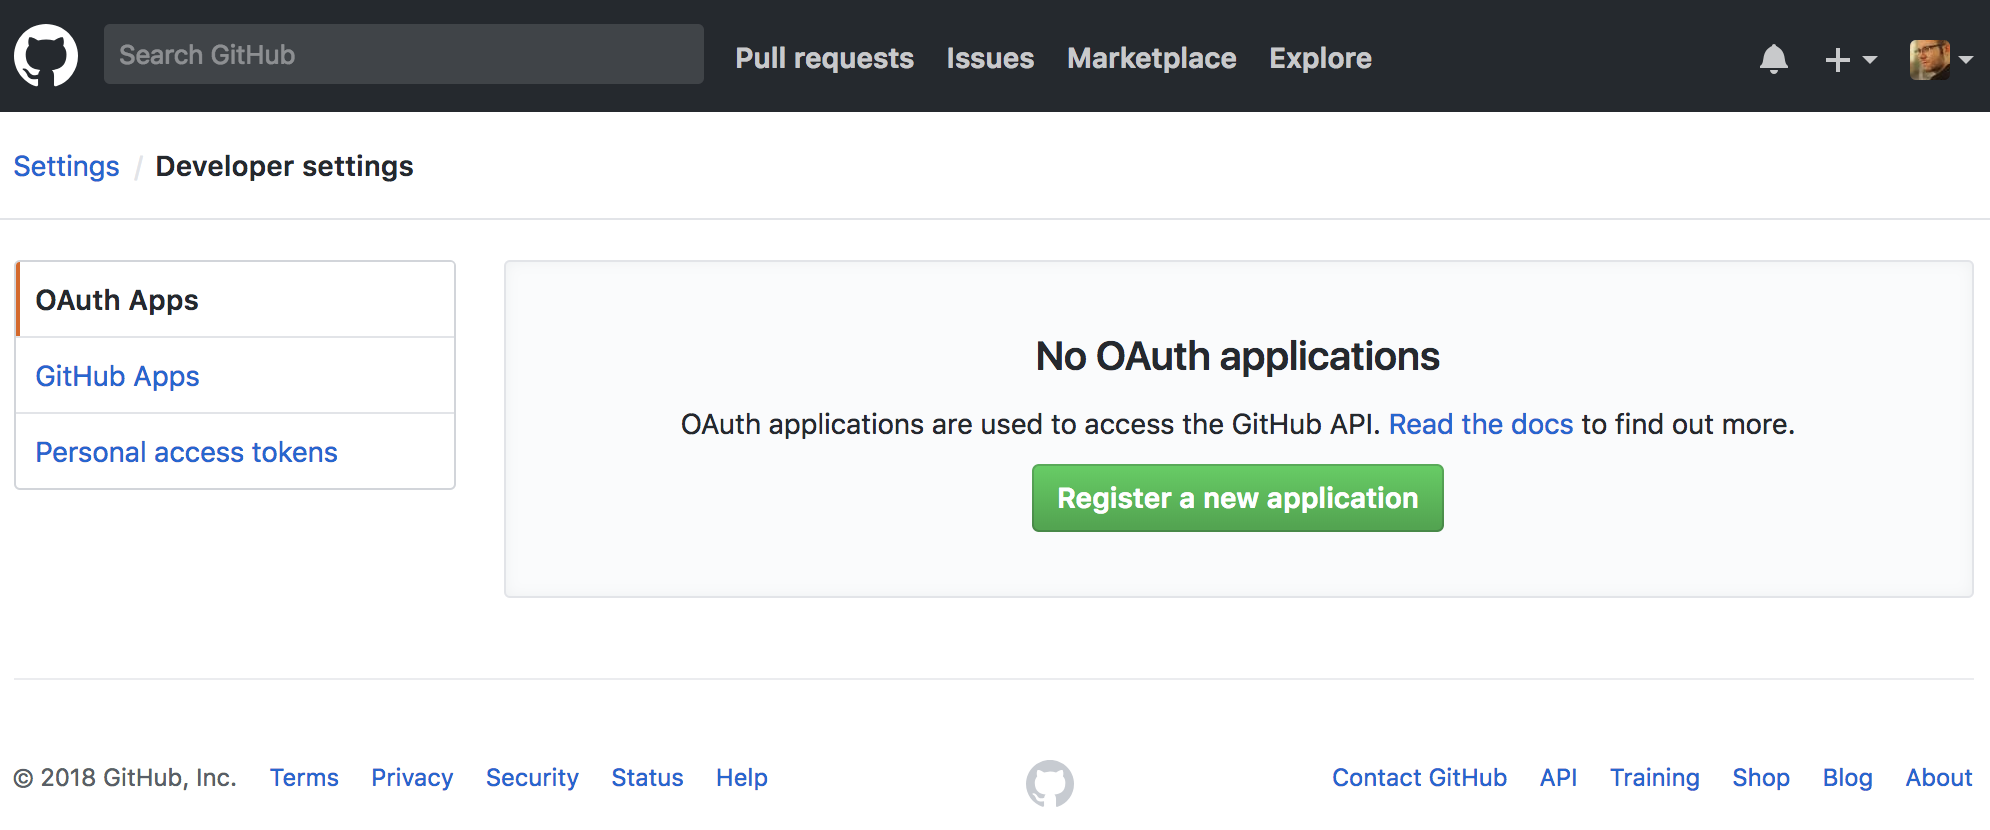 Search GitHub
Pull requests Issues Marketplace Explore
Settings / Developer settings
OAuth Apps
GitHub Apps
Personal access tokens
No OAuth applications
OAuth applications are used to access the GitHub API. Read the docs to find out more.
Register a new application
© 2018 GitHub, Inc. Terms Privacy Security Status Help Contact GitHub API Training Shop Blog About